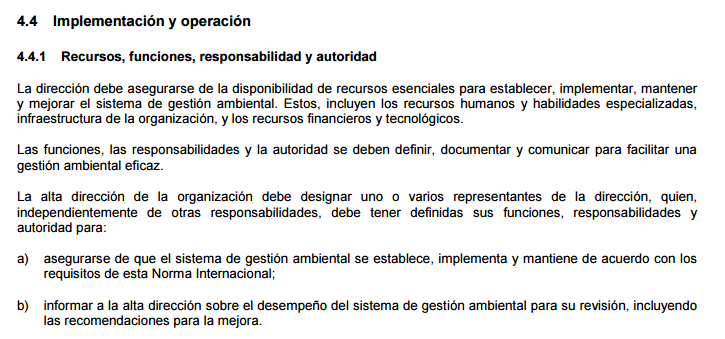 4.4 Implementación y operación
4.4.1 Recursos, funciones, responsabilidad y autoridad
La dirección debe asegurarse de la disponibilidad de recursos esenciales para establecer, implementar, mantener
y mejorar el sistema de gestión ambiental. Estos, incluyen los recursos humanos y habilidades especializadas,
infraestructura de la organización, y los recursos financieros y tecnológicos.
Las funciones, las responsabilidades y la autoridad se deben definir, documentar y comunicar para facilitar una
gestión ambiental eficaz.
La alta dirección de la organización debe designar uno o varios representantes de la dirección, quien,
independientemente de otras responsabilidades, debe tener definidas sus funciones, responsabilidades y
autoridad para:
a) asegurarse de que el sistema de gestión ambiental se establece, implementa y mantiene de acuerdo con los
requisitos de esta Norma Internacional;
b) informar a la alta dirección sobre el desempeño del sistema de gestión ambiental para su revisión, incluyendo
las recomendaciones para la mejora.